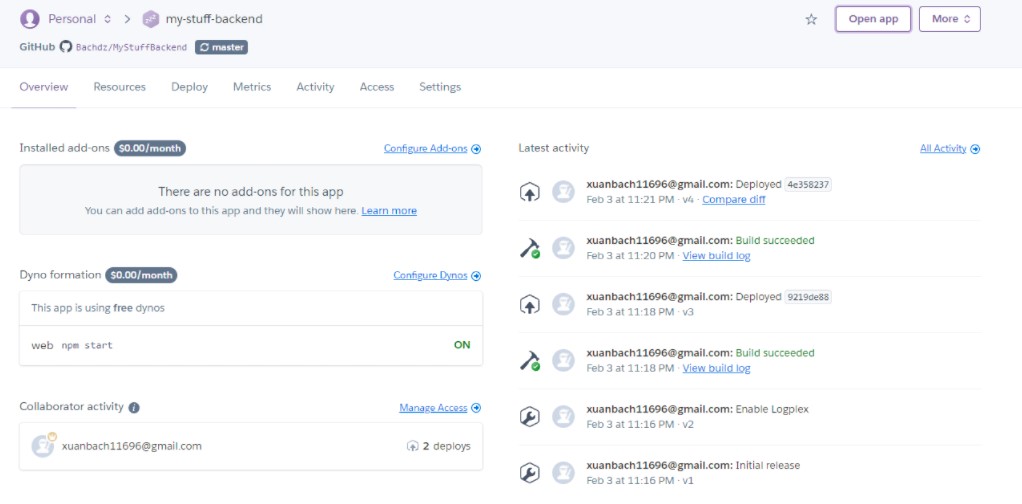 Personal > my-stuff-backend
Open app
More
GitHub Bachdz/MyStuffBackend master
Overview Resources Deploy Metrics Activity Access Settings
Installed add-ons $0.00/month
Configure Add-ons
There are no add-ons for this app
You can add add-ons to this app and they will show here. Learn more
Dyno formation $0.00/month
Configure Dynos
This app is using free dynos
web npm start ON
Collaborator activity
Manage Access
xuanbach11696@gmail.com 2 deploys
Latest activity
All Activity
xuanbach11696@gmail.com: Deployed 4e358237
Feb 3 at 11:21 PM · v4 · Compare diff
xuanbach11696@gmail.com: Build succeeded
Feb 3 at 11:20 PM · View build log
xuanbach11696@gmail.com: Deployed 9219de88
Feb 3 at 11:18 PM · v3
xuanbach11696@gmail.com: Build succeeded
Feb 3 at 11:18 PM · View build log
xuanbach11696@gmail.com: Enable Logplex
Feb 3 at 11:16 PM · v2
xuanbach11696@gmail.com: Initial release
Feb 3 at 11:16 PM · v1